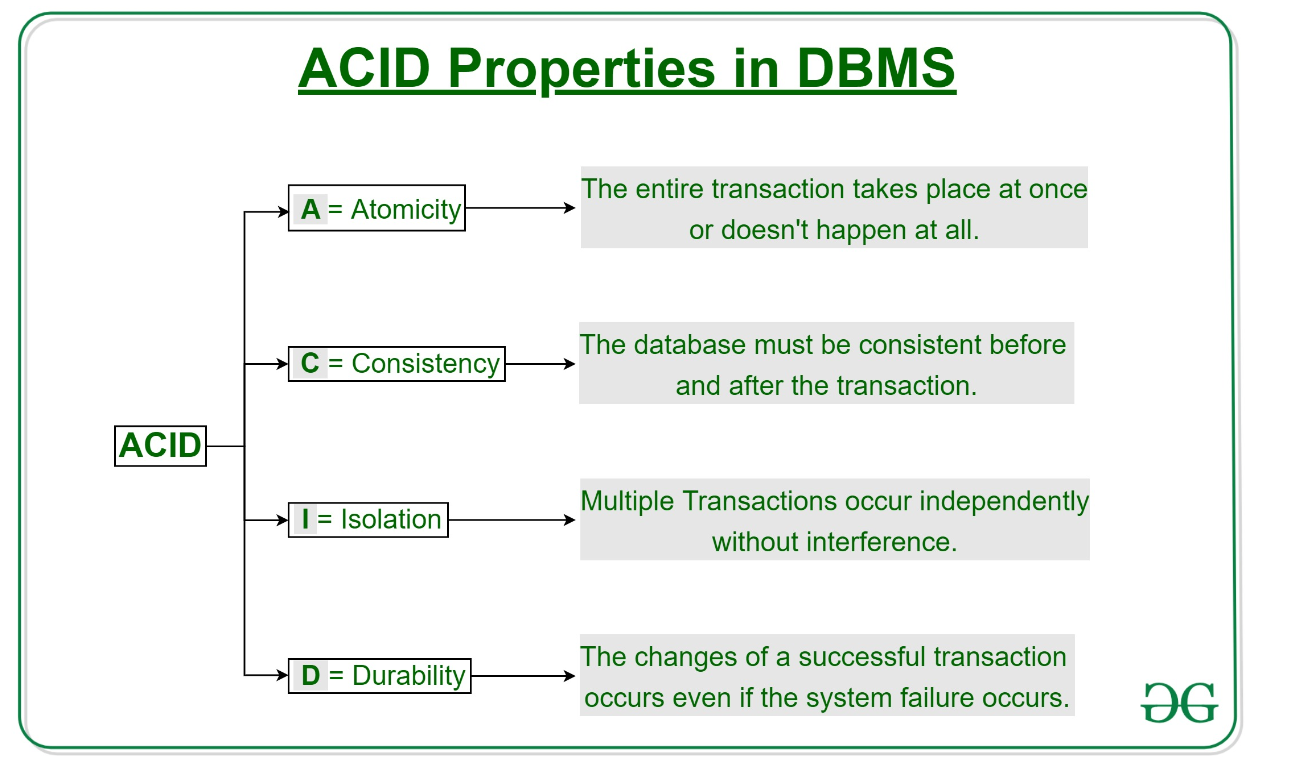 ACID Properties in DBMS
A = Atomicity
The entire transaction takes place at once
or doesn't happen at all.
C = Consistency
The database must be consistent before
and after the transaction.
ACID
I = Isolation
Multiple Transactions occur independently
without interference.
D = Durability
The changes of a successful transaction
occurs even if the system failure occurs.